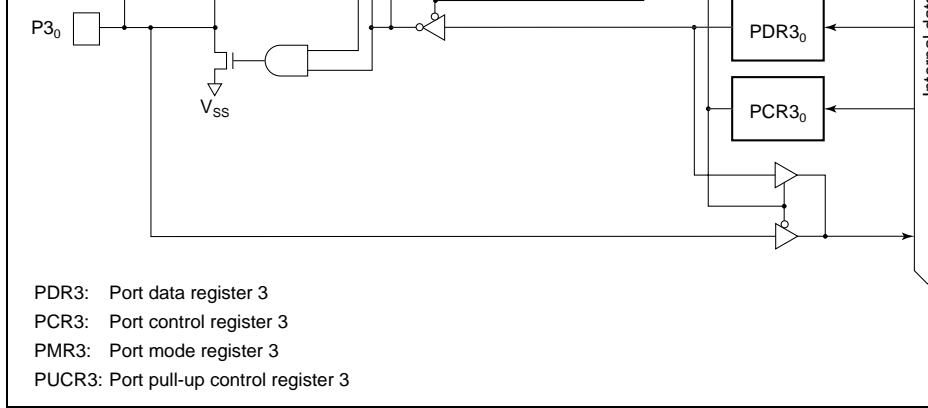 P3₀
PDR3₀
V_SS
PCR3₀
PDR3: Port data register 3
PCR3: Port control register 3
PMR3: Port mode register 3
PUCR3: Port pull-up control register 3